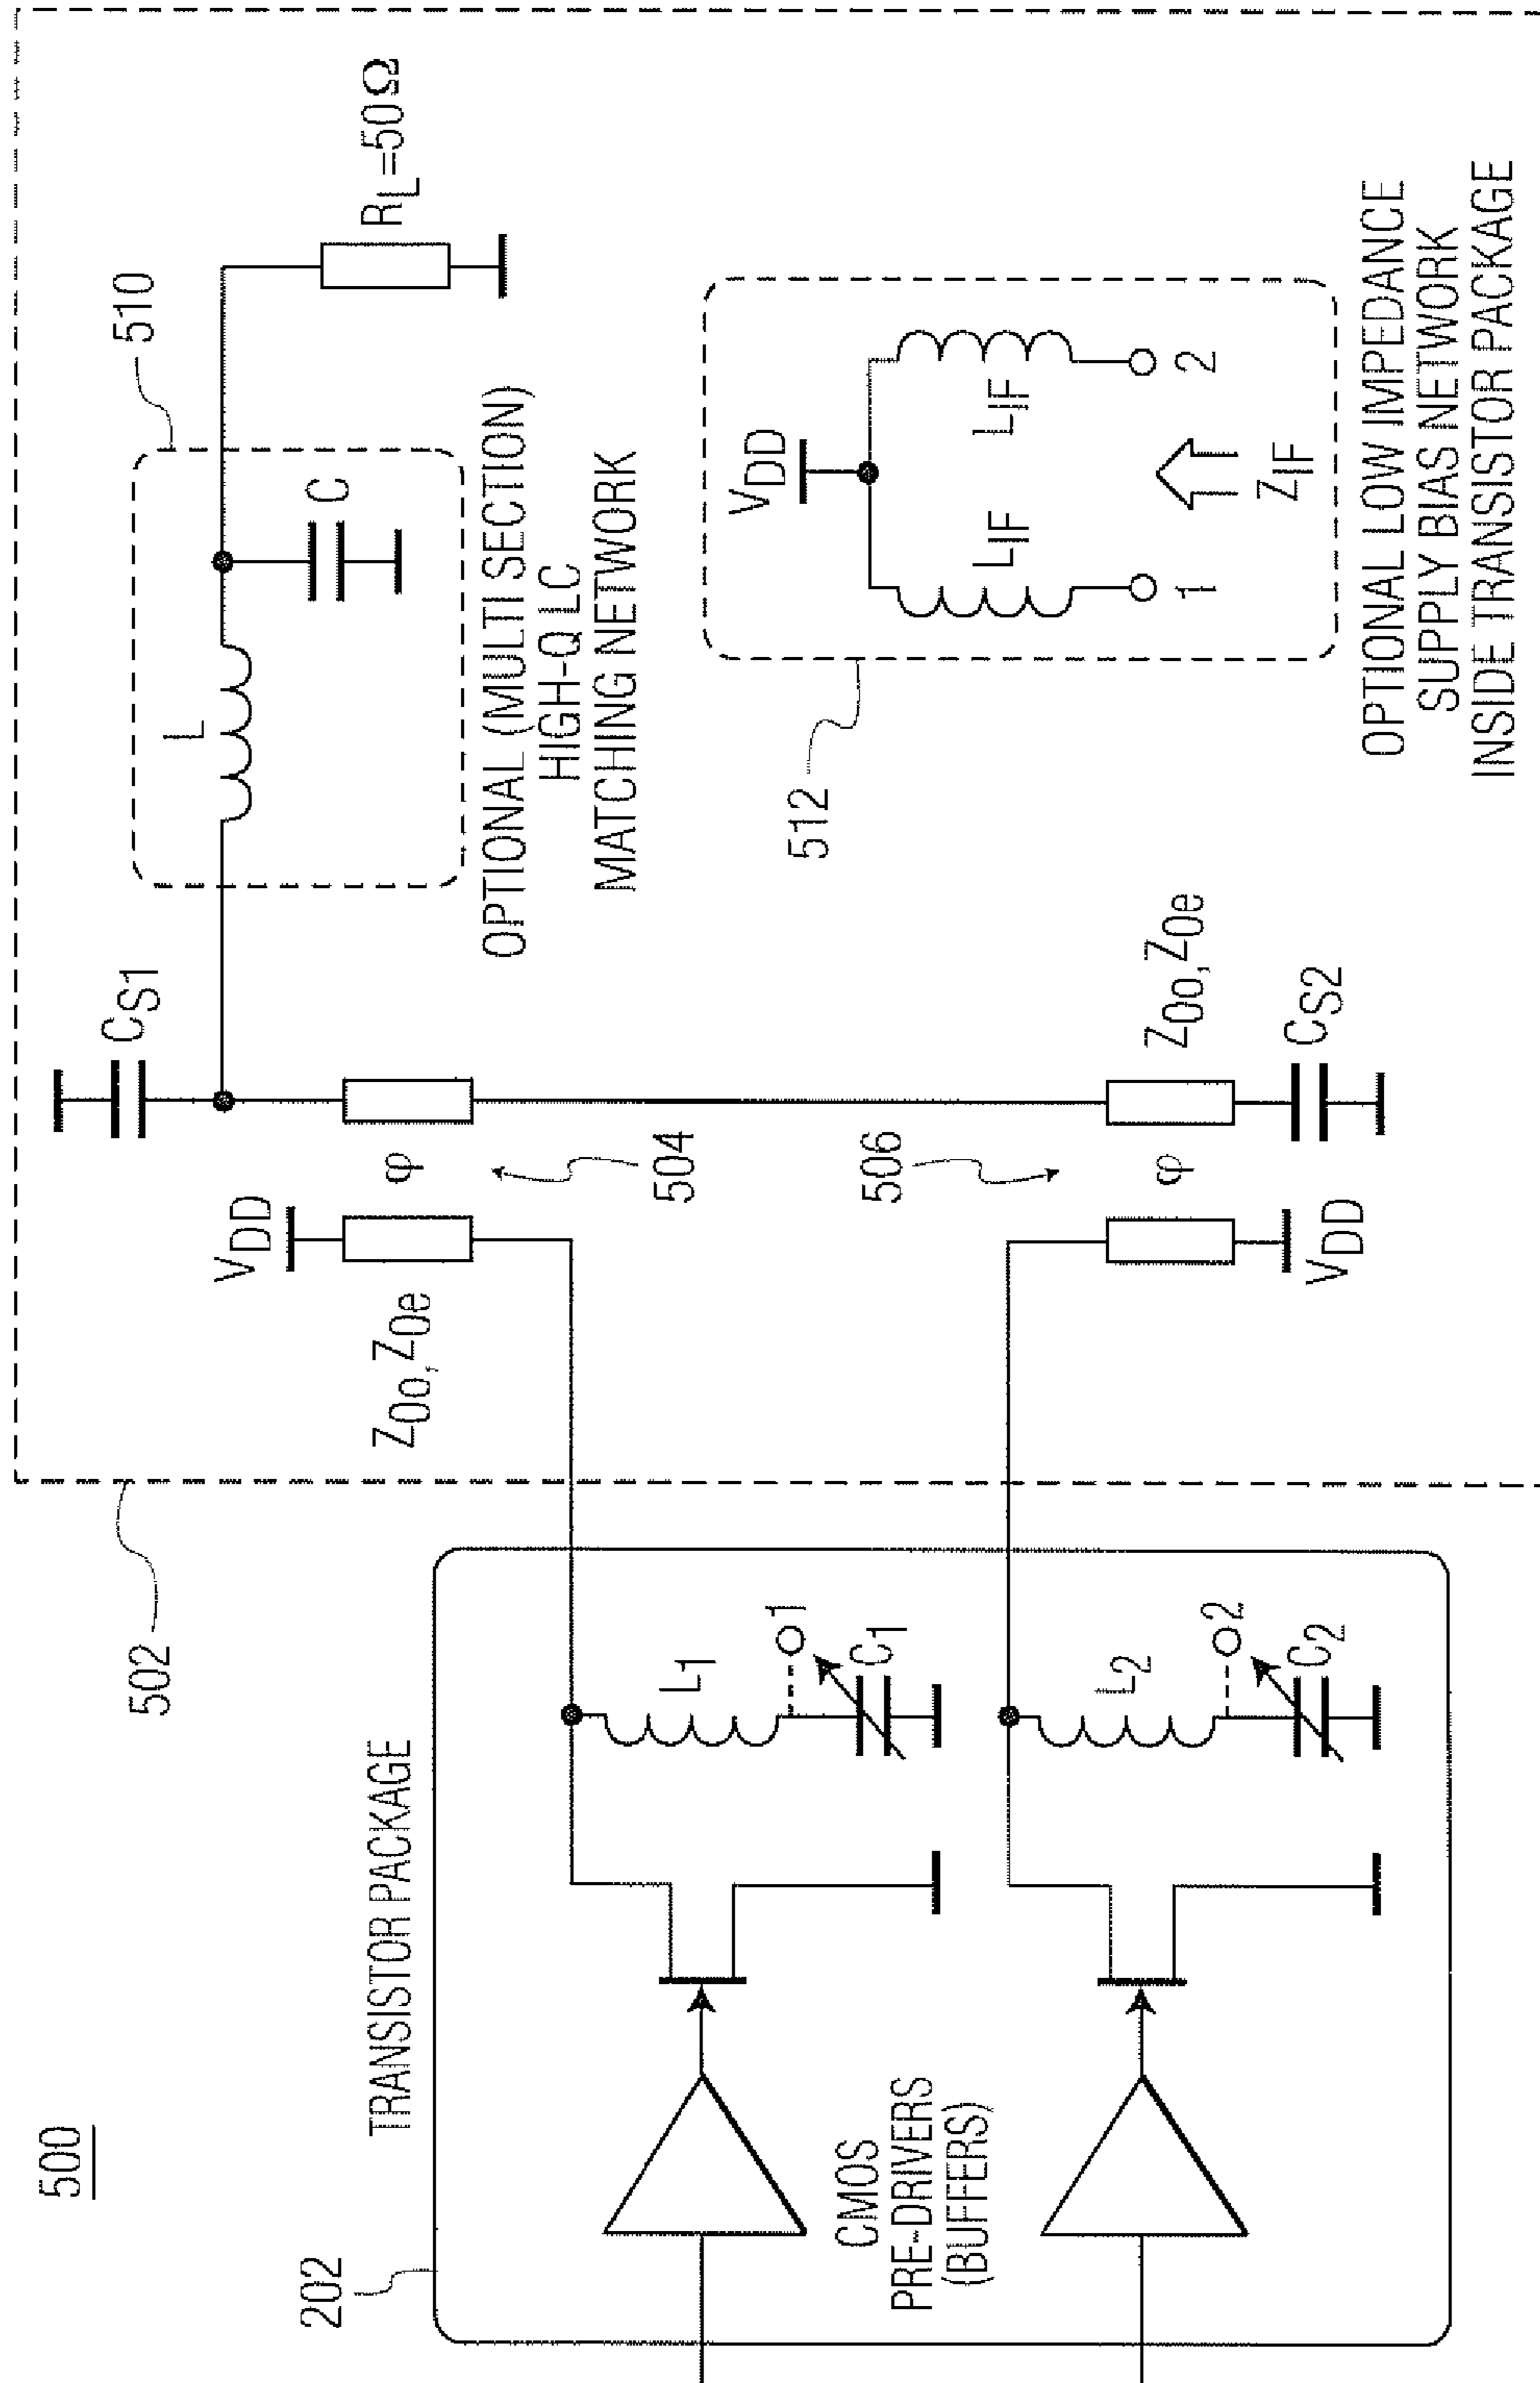 500
202
TRANSISTOR PACKAGE
CMOS
PRE-DRIVERS
(BUFFERS)
L1
1
C1
L2
2
C2
502
Z0o,Z0e
VDD
φ
504
506
φ
VDD
CS1
Z0o,Z0e
CS2
L
C
510
OPTIONAL (MULTI SECTION)
HIGH-Q LC
MATCHING NETWORK
RL=50Ω
512
VDD
LIF
LIF
1
2
ZIF
OPTIONAL LOW IMPEDANCE
SUPPLY BIAS NETWORK
INSIDE TRANSISTOR PACKAGE